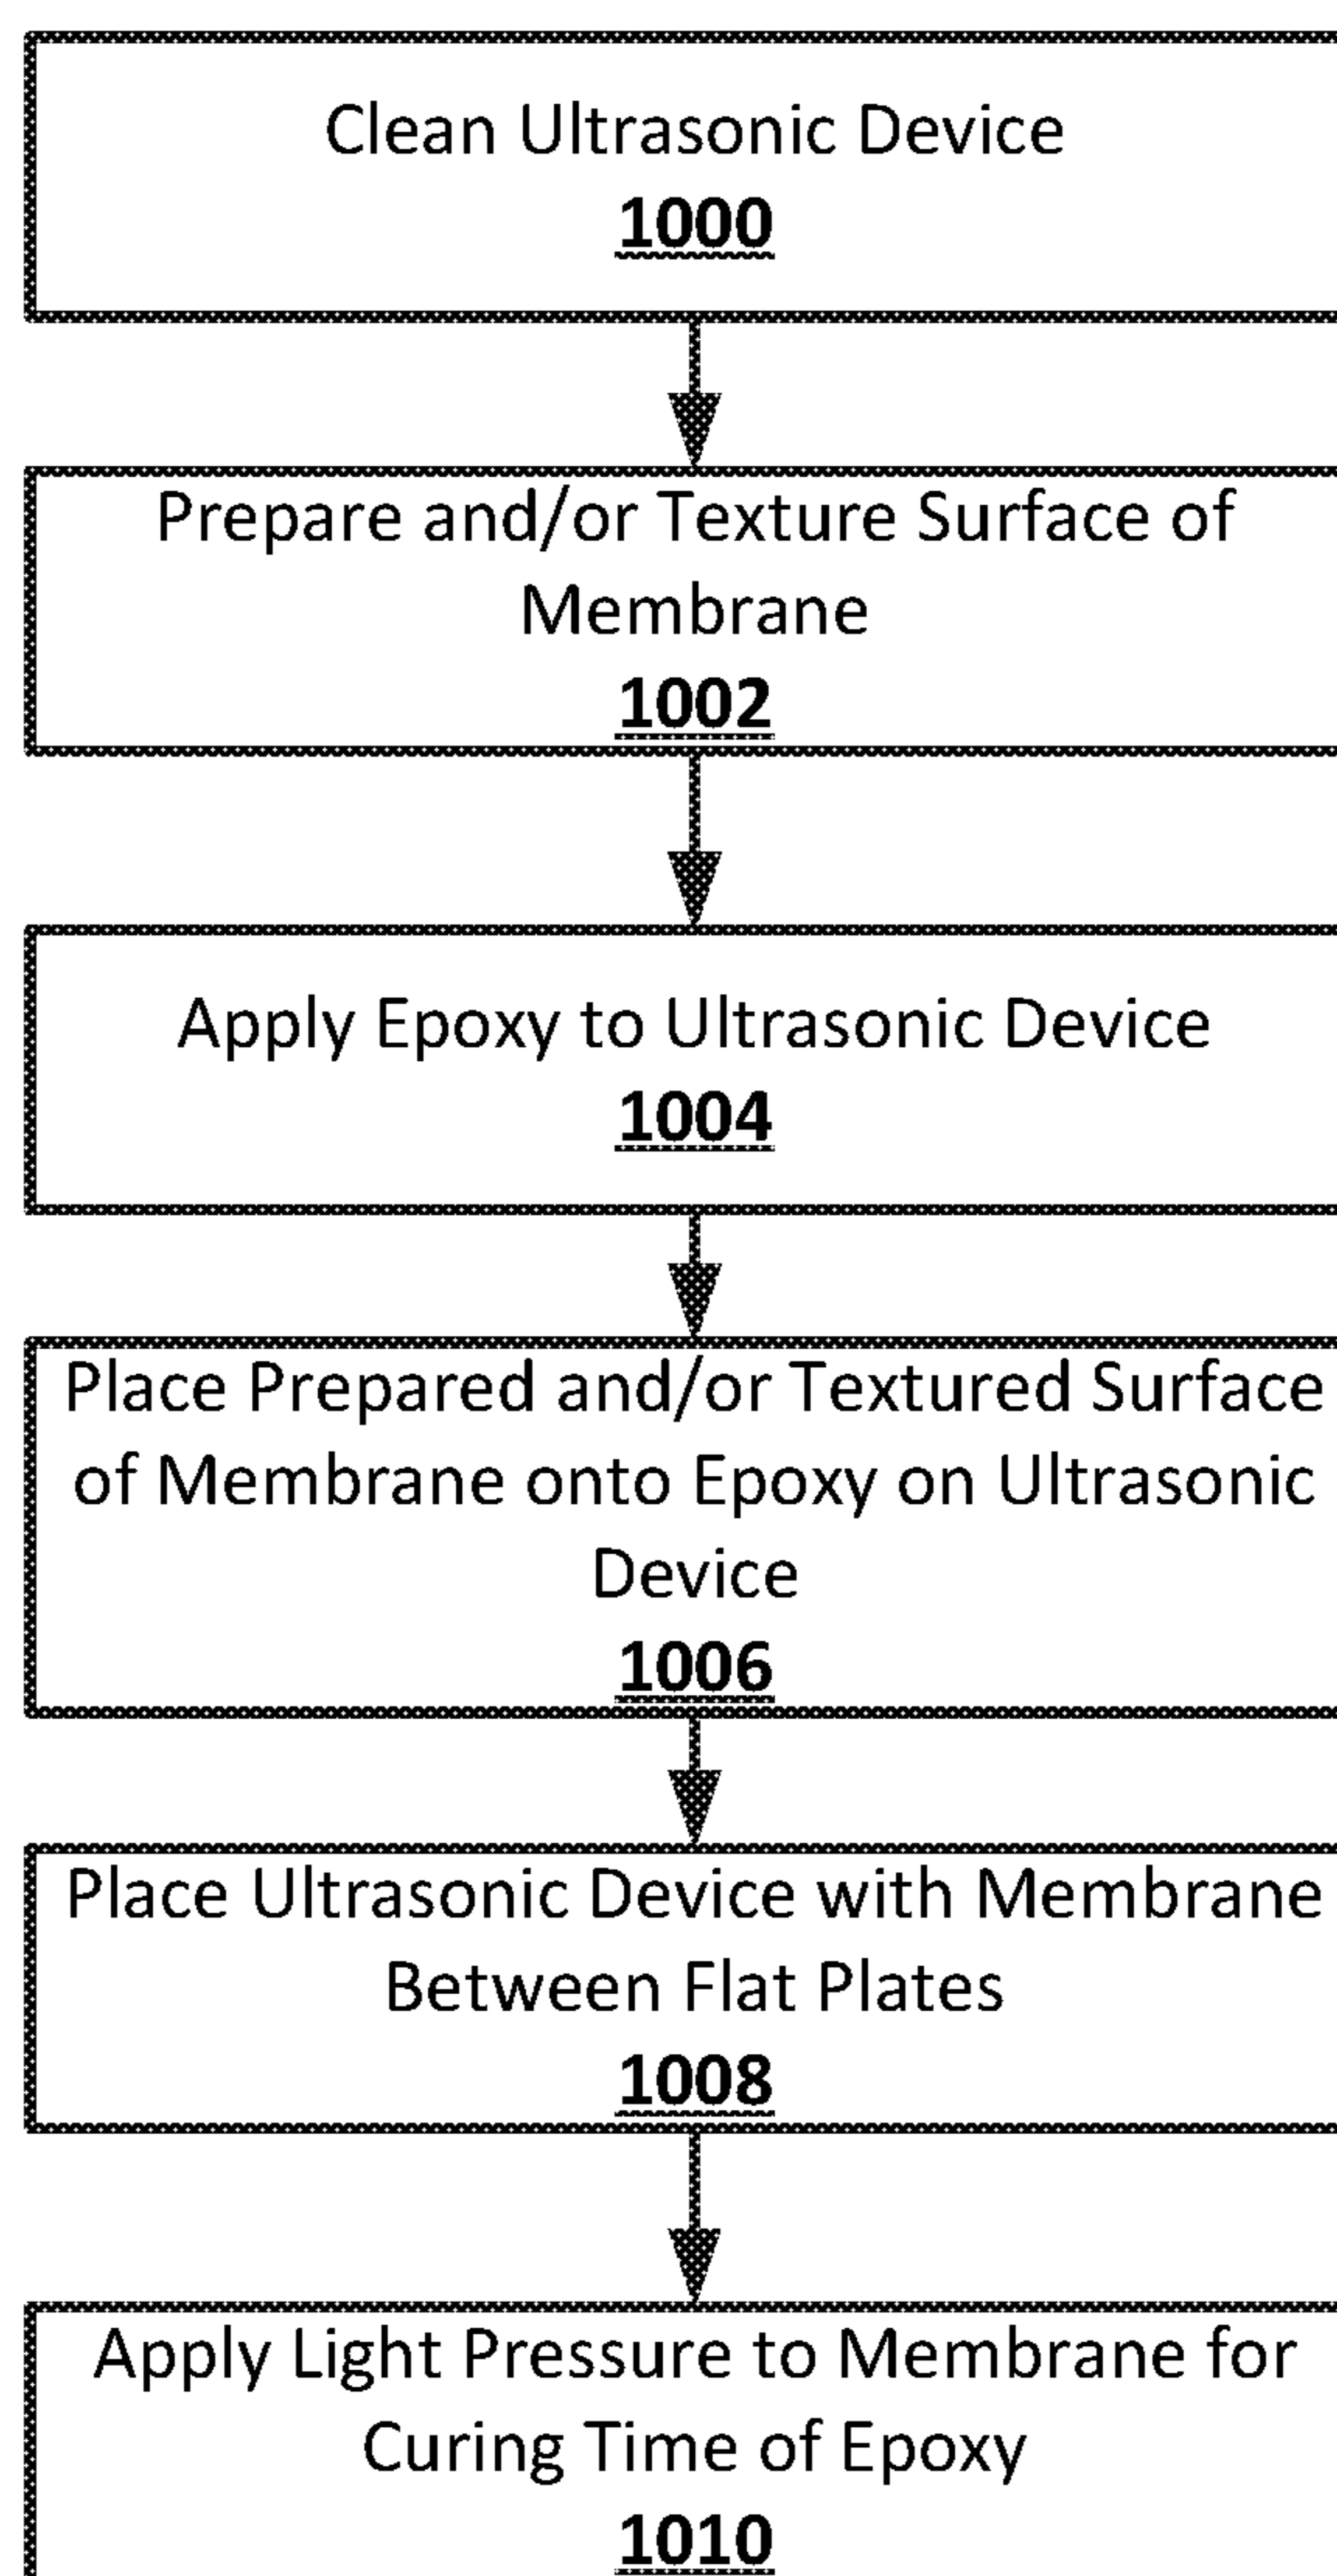 Clean Ultrasonic Device
1000
Prepare and/or Texture Surface of
Membrane
1002
Apply Epoxy to Ultrasonic Device
1004
Place Prepared and/or Textured Surface
of Membrane onto Epoxy on Ultrasonic
Device
1006
Place Ultrasonic Device with Membrane
Between Flat Plates
1008
Apply Light Pressure to Membrane for
Curing Time of Epoxy
1010